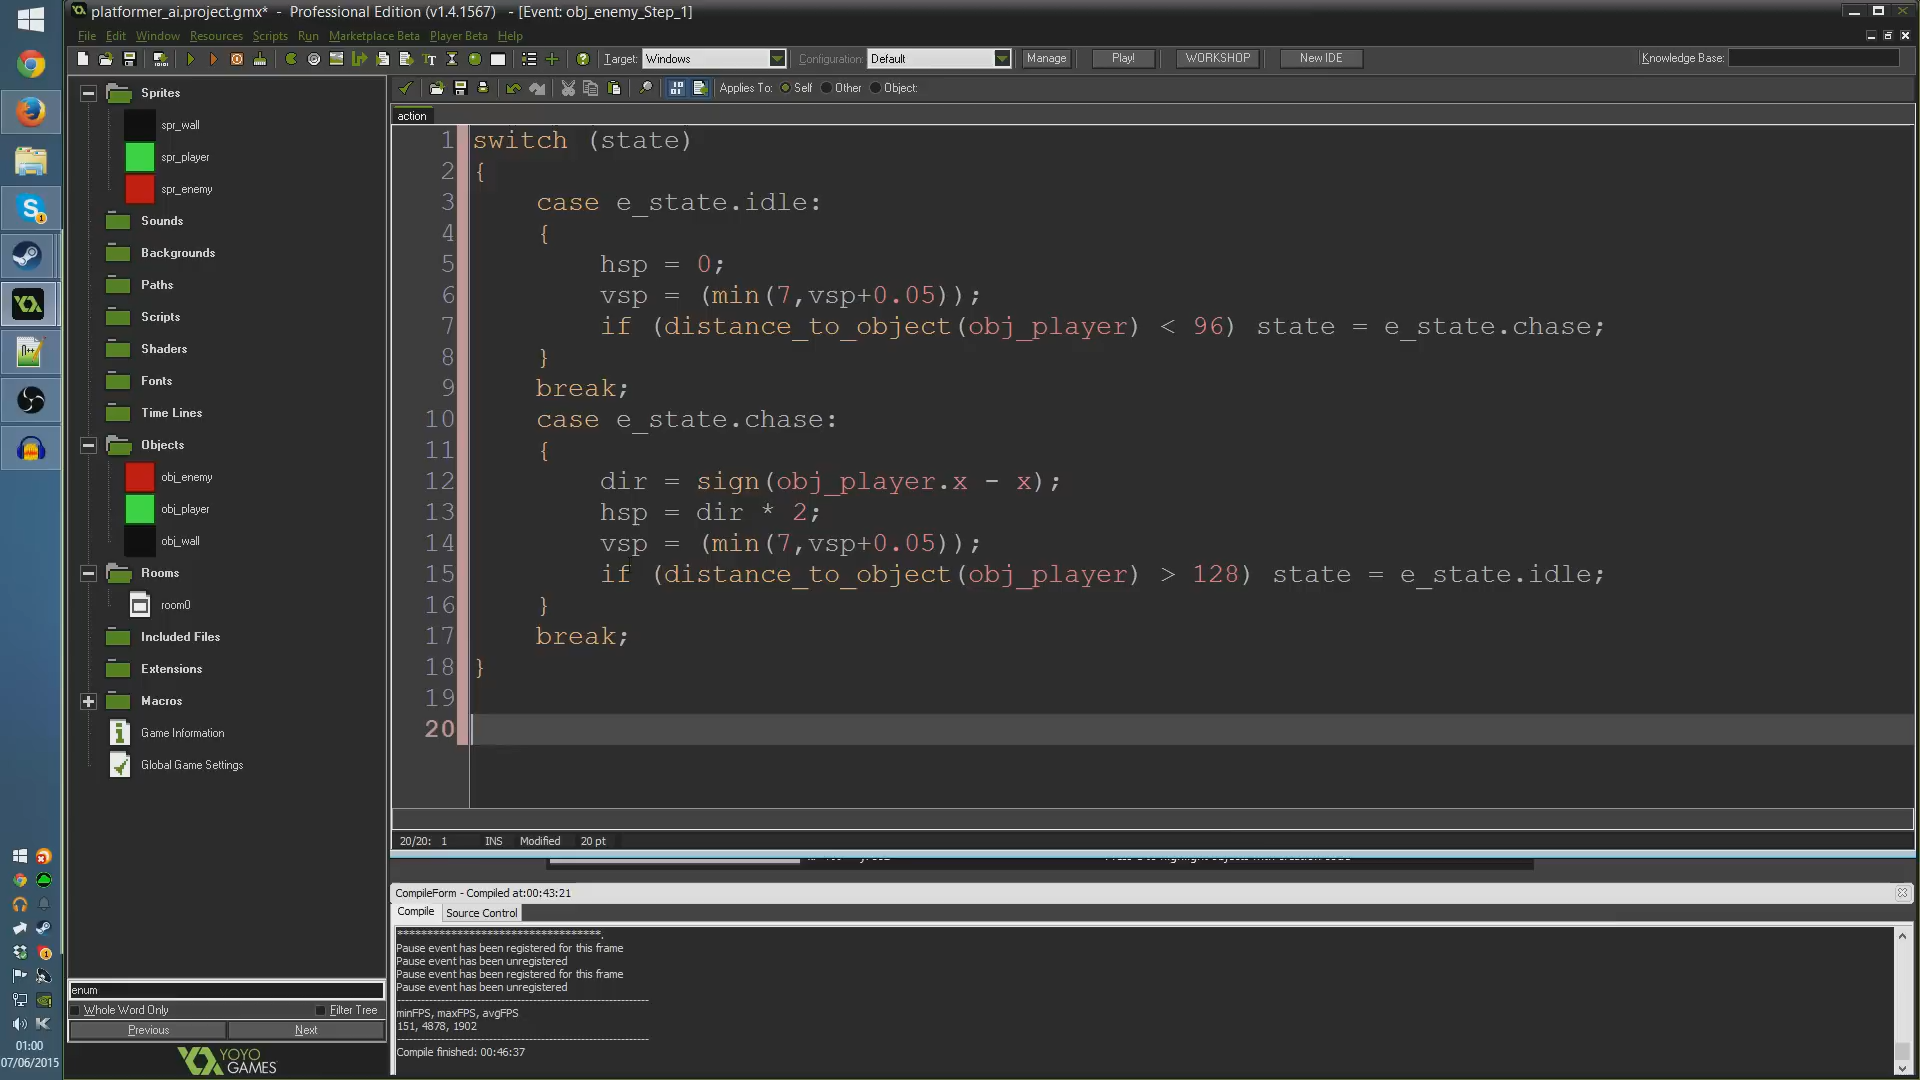 platformer_ai.project.gmx* - Professional Edition (v1.4.1567) - [Event: obj_enemy_Step_1]
File Edit Window Resources Scripts Run Marketplace Beta Player Beta Help
Target: Windows Configuration: Default Manage Play! WORKSHOP New IDE Knowledge Base:
Applies To: Self Other Object:
action
Sprites
spr_wall
spr_player
spr_enemy
Sounds
Backgrounds
Paths
Scripts
Shaders
Fonts
Time Lines
Objects
obj_enemy
obj_player
obj_wall
Rooms
room0
Included Files
Extensions
Macros
Game Information
Global Game Settings
1 switch (state)
2 {
3 case e_state.idle:
4 {
5 hsp = 0;
6 vsp = (min(7,vsp+0.05));
7 if (distance_to_object(obj_player) < 96) state = e_state.chase;
8 }
9 break;
10 case e_state.chase:
11 {
12 dir = sign(obj_player.x - x);
13 hsp = dir * 2;
14 vsp = (min(7,vsp+0.05));
15 if (distance_to_object(obj_player) > 128) state = e_state.idle;
16 }
17 break;
18 }
19
20
20/20: 1 INS Modified 20 pt
CompileForm - Compiled at:00:43:21
Compile Source Control
***********************************.
Pause event has been registered for this frame
Pause event has been unregistered
Pause event has been registered for this frame
Pause event has been unregistered
minFPS, maxFPS, avgFPS
151, 4878, 1902
Compile finished: 00:46:37
enum
Whole Word Only Filter Tree
Previous Next
YOYO
GAMES
01:00
07/06/2015